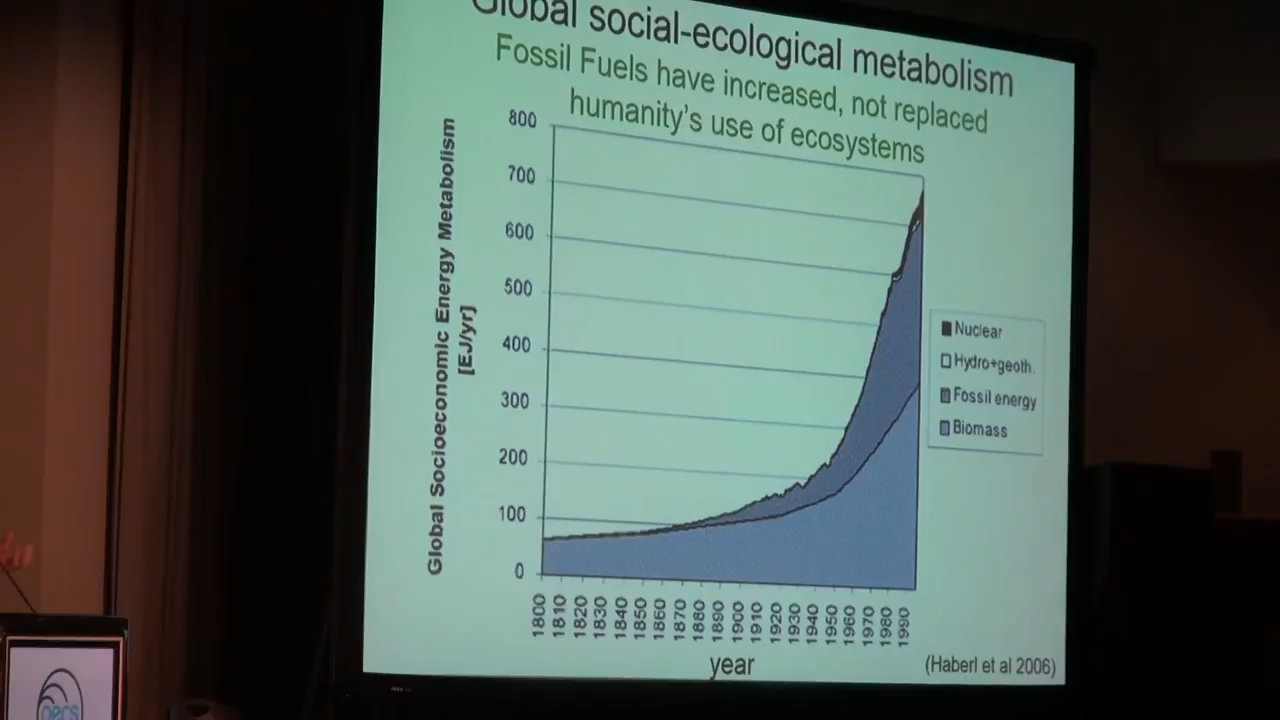 Global social-ecological metabolism
Fossil Fuels have increased, not replaced
humanity's use of ecosystems
Global Socioeconomic Energy Metabolism
[EJ/yr]
800
700
600
500
400
300
200
100
0
1800 1810 1820 1830 1840 1850 1860 1870 1880 1890 1900 1910 1920 1930 1940 1950 1960 1970 1980 1990
year
Nuclear
Hydro+geoth.
Fossil energy
Biomass
(Haberl et al 2006)